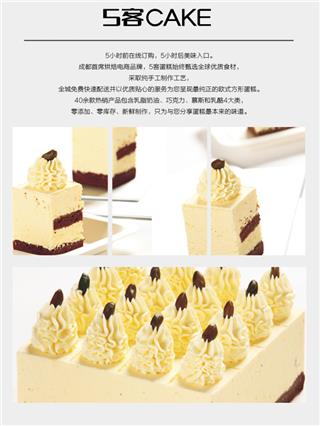 5客CAKE
5小时前在线订购，5小时后美味入口。
成都首席烘焙电商品牌，5客蛋糕始终甄选全球优质食材，
采取纯手工制作工艺，
全城免费快速配送并以优质贴心的服务为您呈现最纯正的欧式方形蛋糕。
40余款热销产品包含乳脂奶油、巧克力、慕斯和乳酪4大类，
零添加、零库存、新鲜制作，只为与您分享蛋糕最本来的味道。